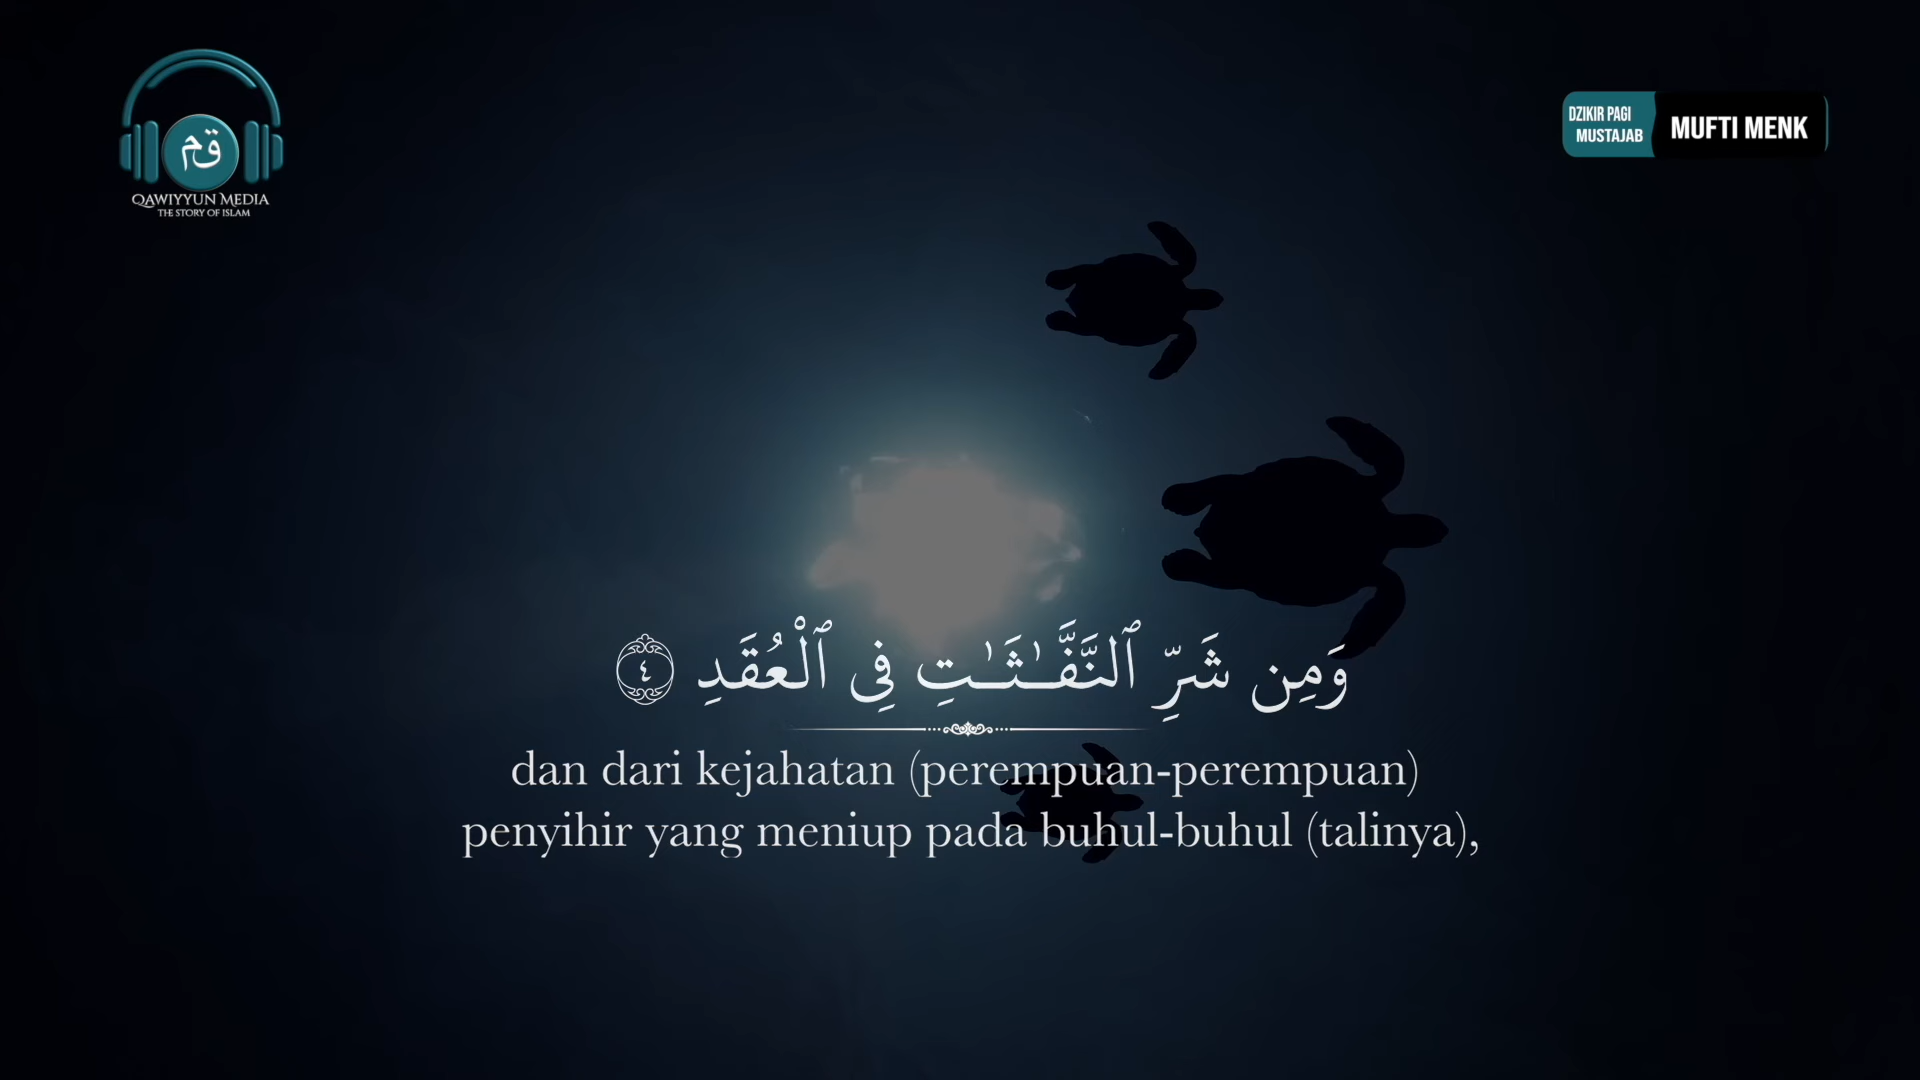 قم
QAWIYYUN MEDIA
THE STORY OF ISLAM
DZIKIR PAGI
MUSTAJAB
MUFTI MENK
وَمِن شَرِّ ٱلنَّفَّـٰثَـٰتِ فِى ٱلْعُقَدِ ٤
dan dari kejahatan (perempuan-perempuan)
penyihir yang meniup pada buhul-buhul (talinya),